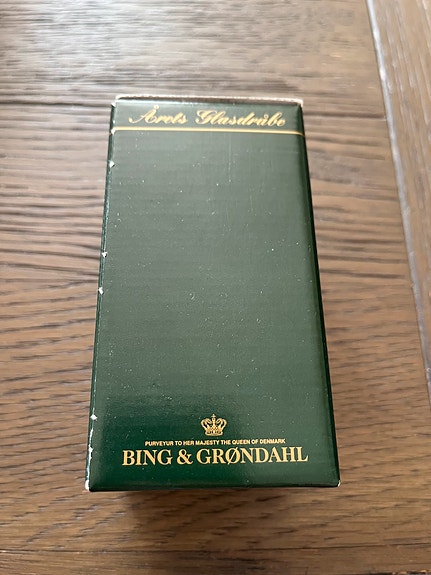 Årets Glasdråbe
PURVEYUR TO HER MAJESTY THE QUEEN OF DENMARK
BING & GRØNDAHL